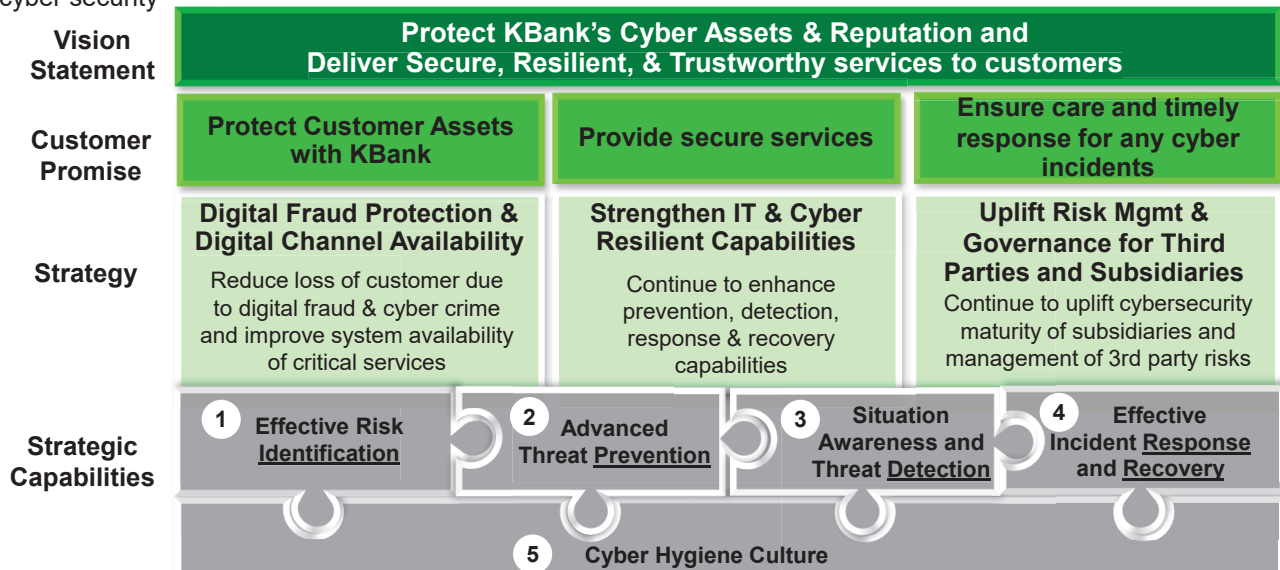 cyber security
Vision
Statement
Protect KBank's Cyber Assets & Reputation and
Deliver Secure, Resilient, & Trustworthy services to customers
Customer
Promise
Protect Customer Assets
with KBank
Provide secure services
Ensure care and timely
response for any cyber
incidents
Strategy
Digital Fraud Protection &
Digital Channel Availability
Reduce loss of customer due
to digital fraud & cyber crime
and improve system availability
of critical services
Strengthen IT & Cyber
Resilient Capabilities
Continue to enhance
prevention, detection,
response & recovery
capabilities
Uplift Risk Mgmt &
Governance for Third
Parties and Subsidiaries
Continue to uplift cybersecurity
maturity of subsidiaries and
management of 3rd party risks
Strategic
Capabilities
1
Effective Risk
Identification
2
Advanced
Threat Prevention
3
Situation
Awareness and
Threat Detection
4
Effective
Incident Response
and Recovery
5
Cyber Hygiene Culture